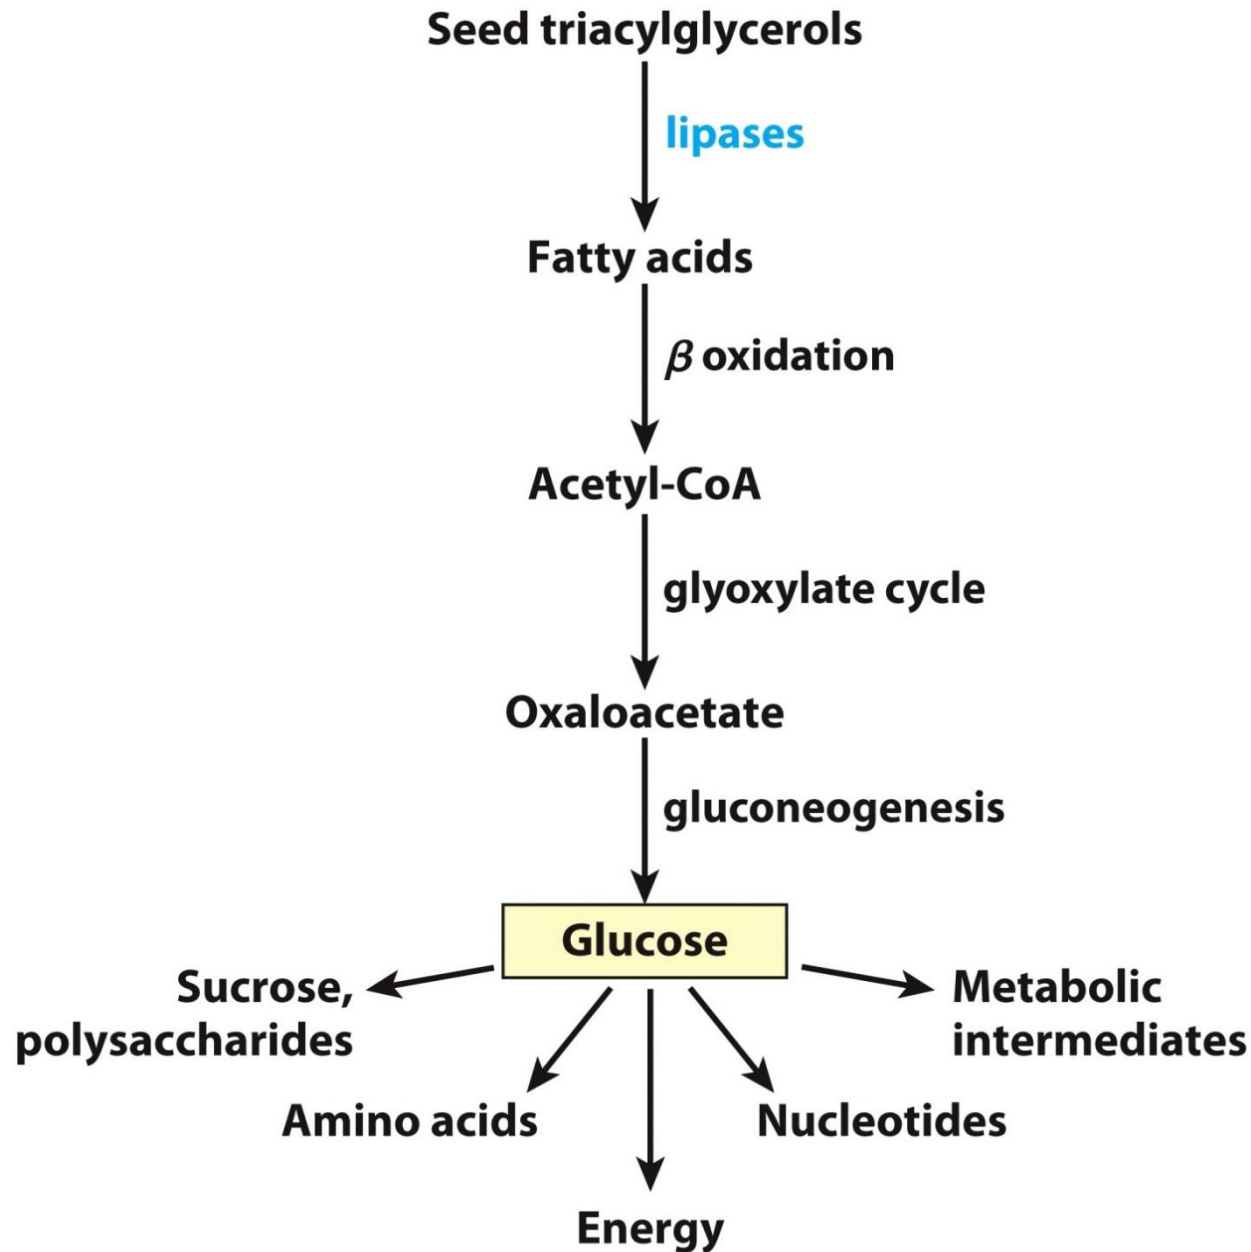 Seed triacylglycerols
lipases
Fatty acids
β oxidation
Acetyl-CoA
glyoxylate cycle
Oxaloacetate
gluconeogenesis
Glucose
Sucrose,
polysaccharides
Metabolic
intermediates
Amino acids
Nucleotides
Energy